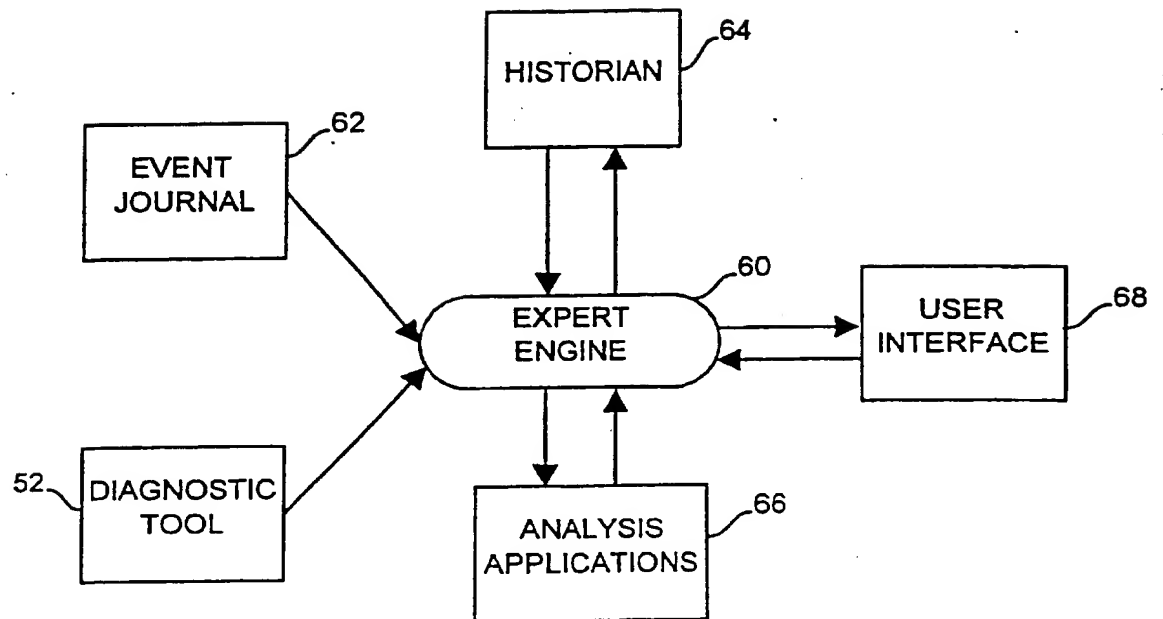 64
HISTORIAN
62
EVENT
JOURNAL
60
EXPERT
ENGINE
USER
INTERFACE
68
52
DIAGNOSTIC
TOOL
ANALYSIS
APPLICATIONS
66